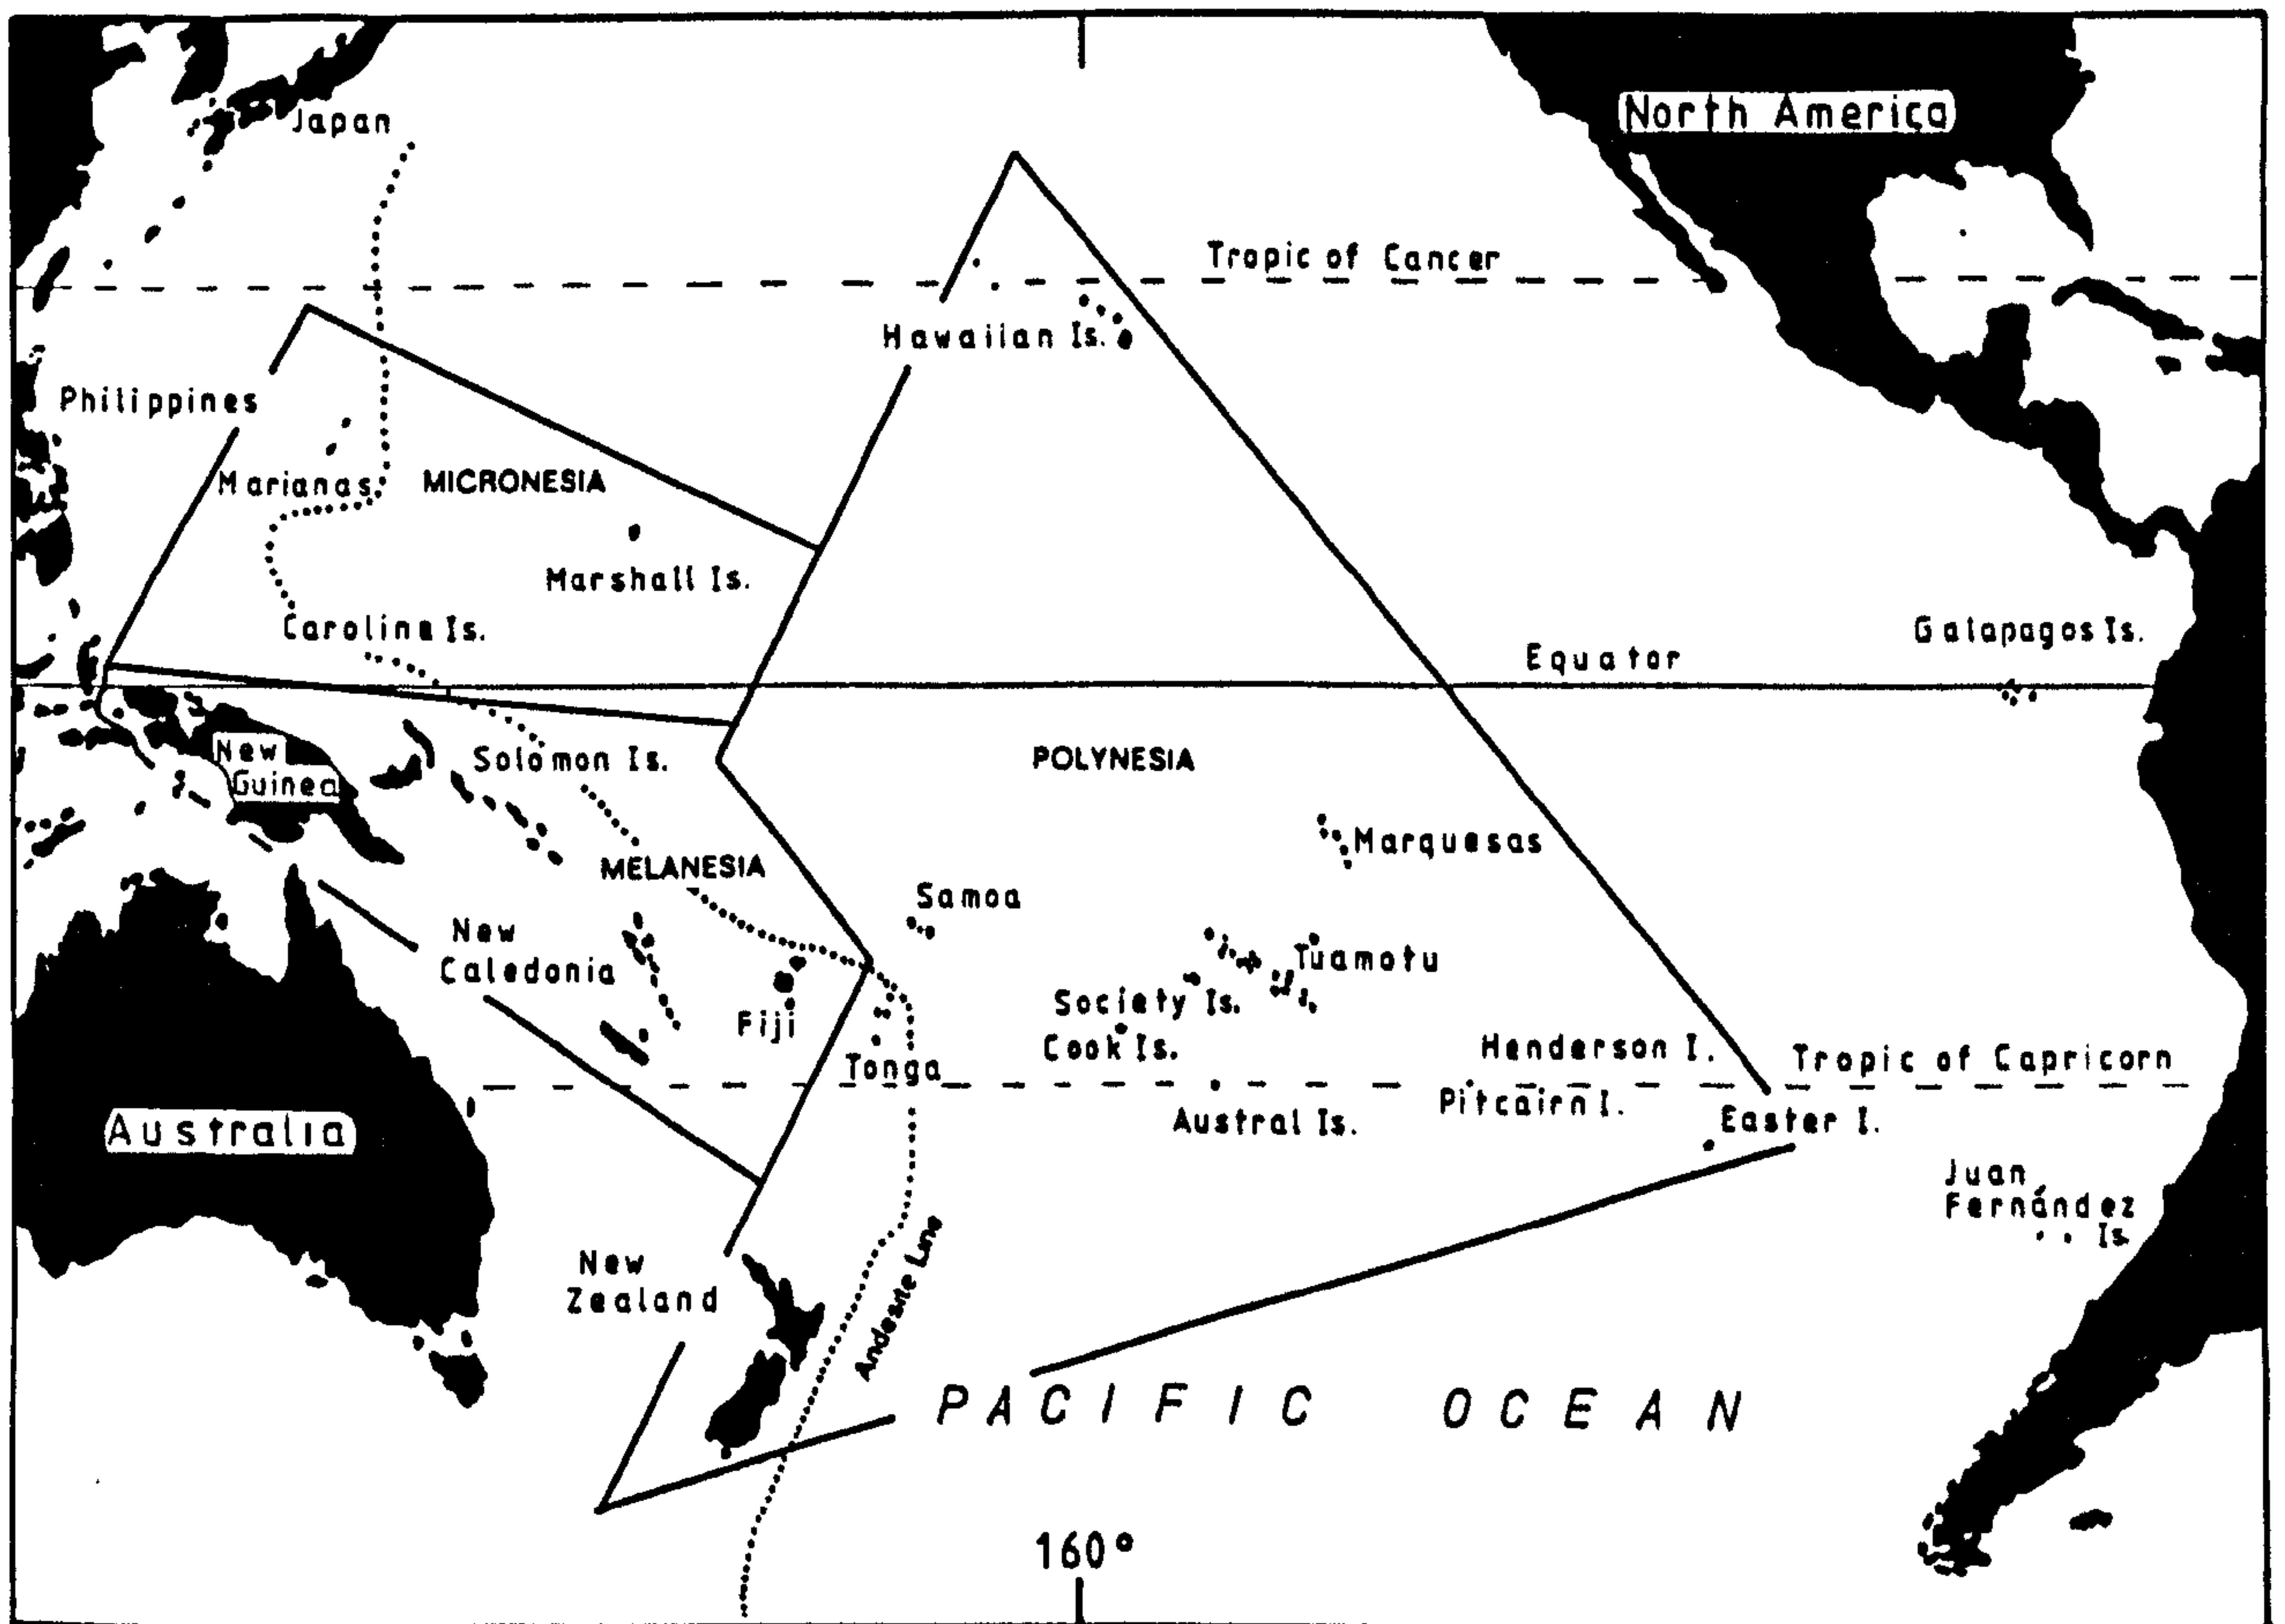 Japan
North America
Tropic of Cancer
Hawaiian Is.
Philippines
Marianas
MICRONESIA
Marshall Is.
Caroline Is.
Galapagos Is.
Equator
New
Guinea
Solomon Is.
POLYNESIA
Marquesas
MELANESIA
Samoa
New
Caledonia
Tuamotu
Society Is.
Fiji
Cook Is.
Henderson I.
Tropic of Capricorn
Tonga
Pitcairn I.
Austral Is.
Easter I.
Australia
Juan
Fernández
Is.
New
Zealand
Andesite Line
PACIFIC OCEAN
160°